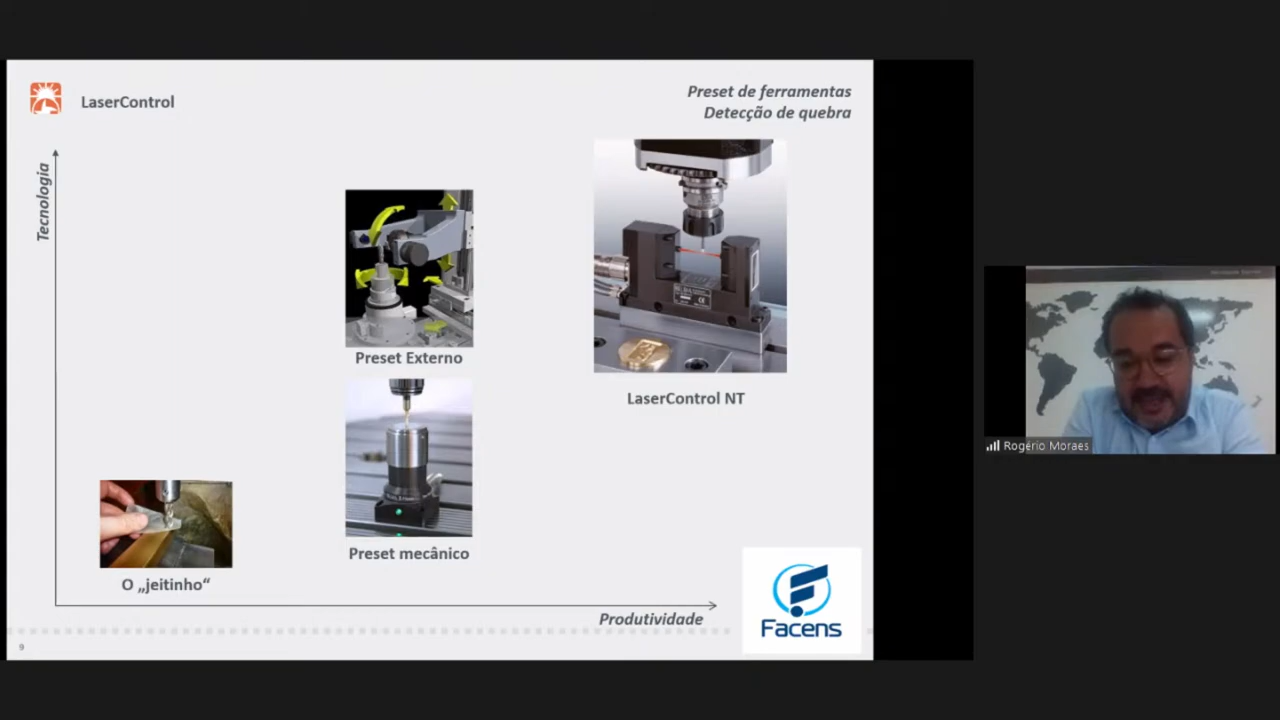 LaserControl
Preset de ferramentas
Detecção de quebra
Tecnologia
Preset Externo
LaserControl NT
Preset mecânico
O „jeitinho“
Produtividade
Facens
9
Rogério Moraes